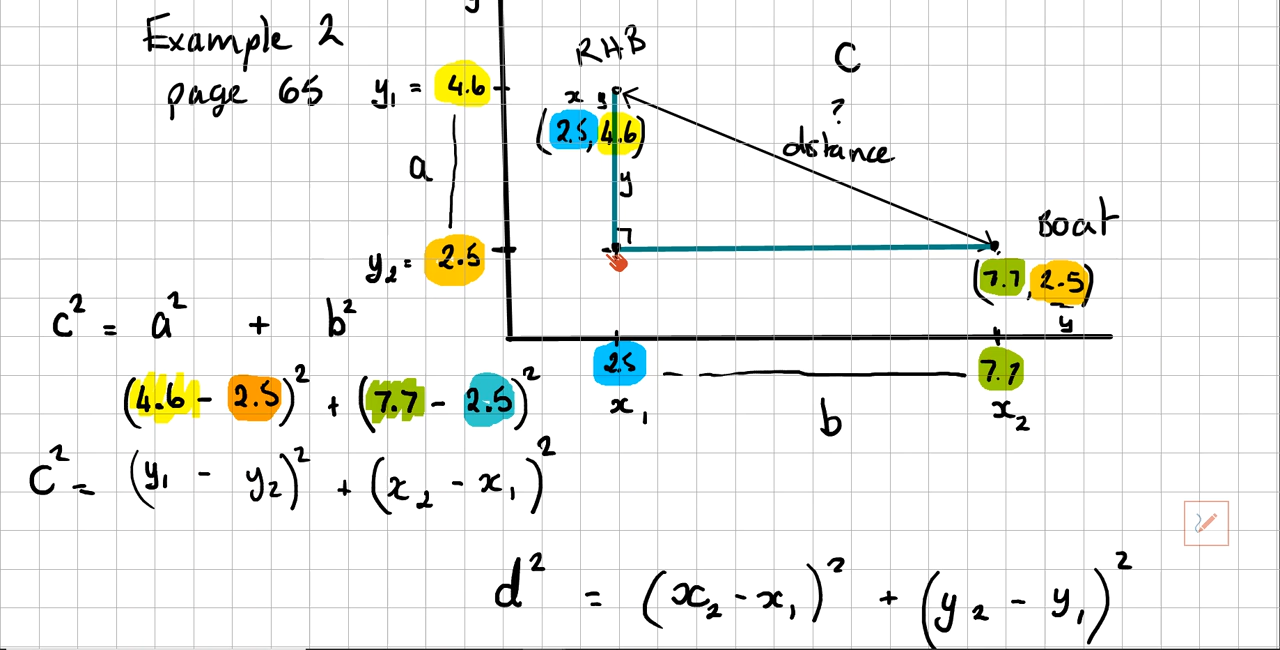 y
Example 2
page 65
RHB
C
y₁ = 4.6
x y
(2.5, 4.6)
?
distance
a
y
Boat
y₂ = 2.5
(7.7, 2.5)
y
c² = a² + b²
2.5
7.7
x₁
b
x₂
(4.6 - 2.5)² + (7.7 - 2.5)²
C² = (y₁ - y₂)² + (x₂ - x₁)²
d² = (x₂ - x₁)² + (y₂ - y₁)²